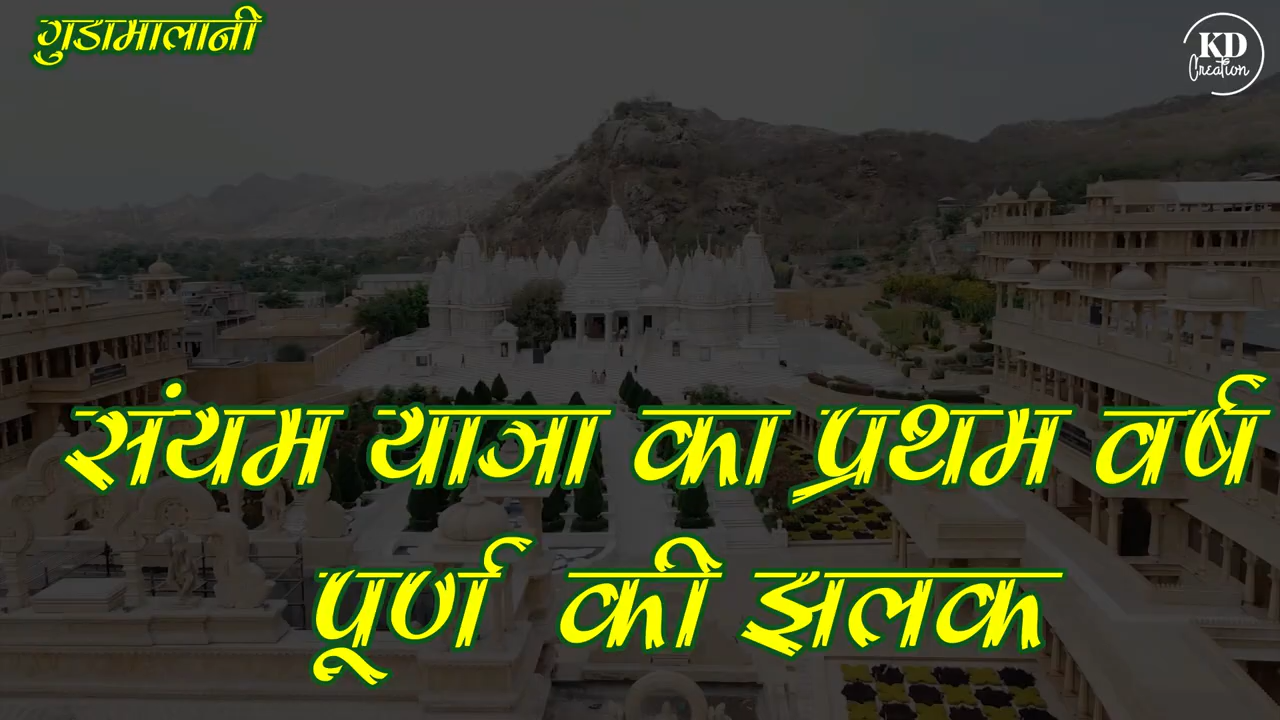 गुडामालानी
KD
Creation
संयम यात्रा का प्रथम वर्ष
पूर्ण की झलक